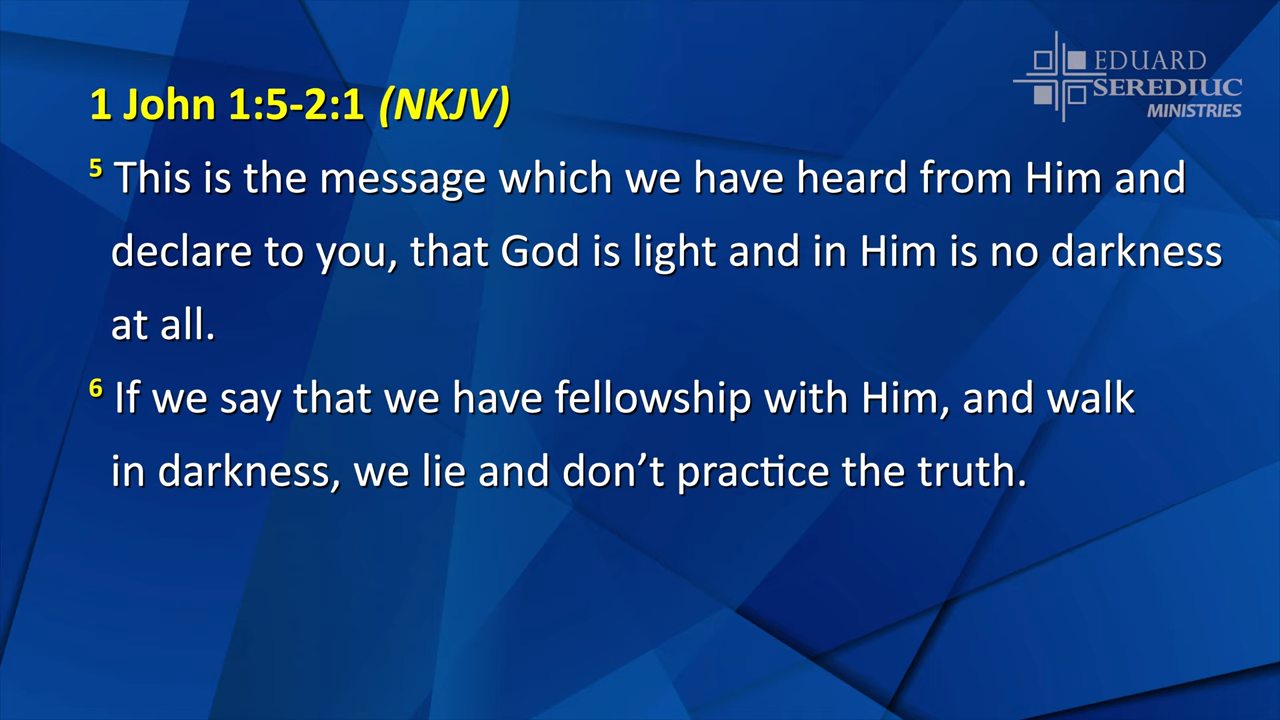 EDUARD
SEREDIUC
MINISTRIES
1 John 1:5-2:1 (NKJV)
5 This is the message which we have heard from Him and
declare to you, that God is light and in Him is no darkness
at all.
6 If we say that we have fellowship with Him, and walk
in darkness, we lie and don’t practice the truth.